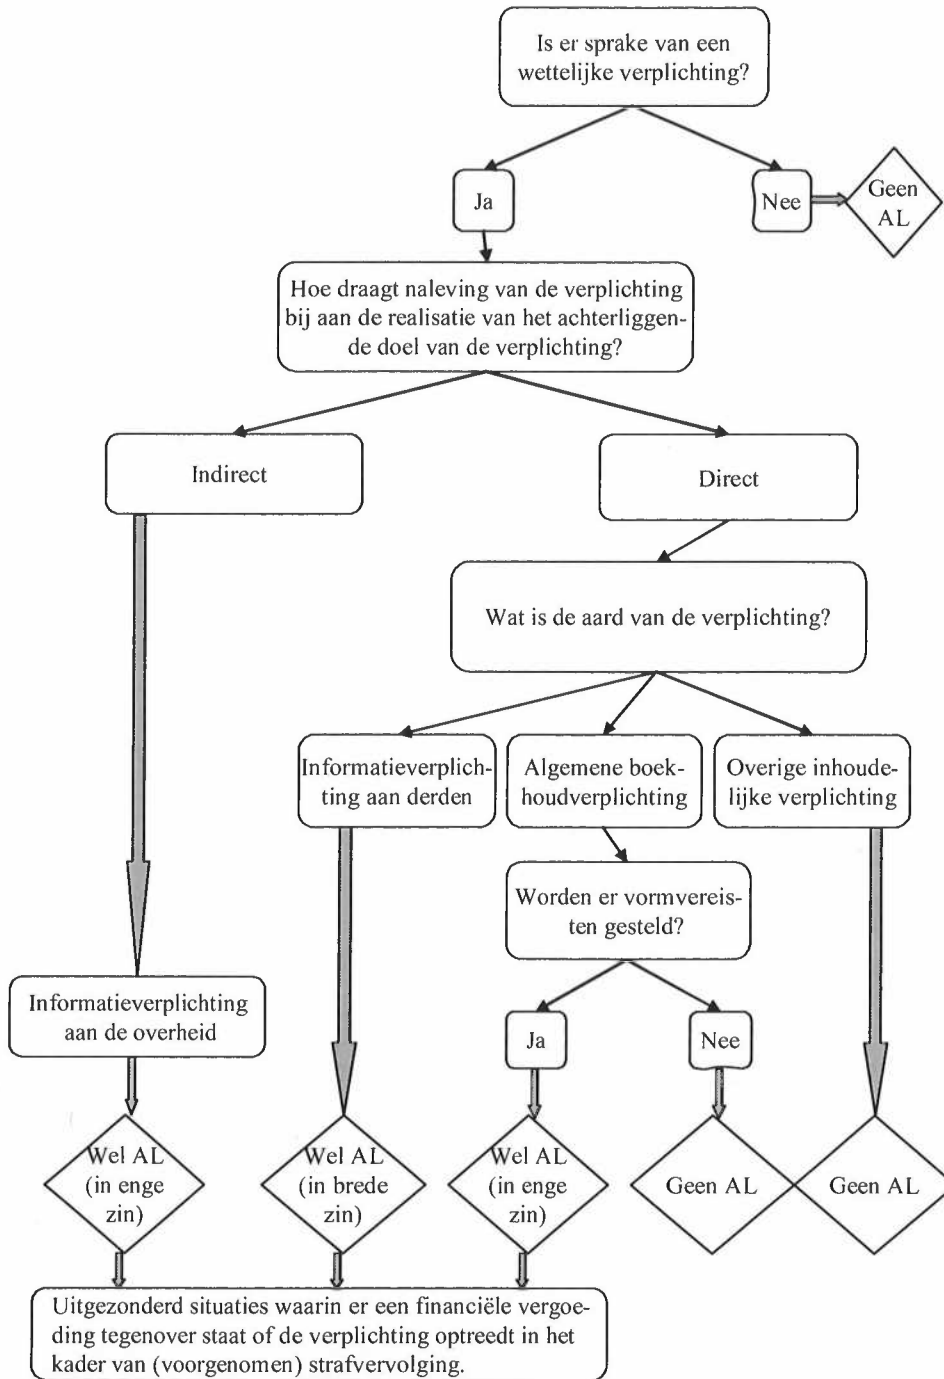 Is er sprake van een
wettelijke verplichting?
Ja
Nee
Geen
AL
Hoe draagt naleving van de verplichting
bij aan de realisatie van het achterliggen-
de doel van de verplichting?
Indirect
Direct
Wat is de aard van de verplichting?
Informatieverplich-
ting aan derden
Algemene boek-
houdverplichting
Overige inhoude-
lijke verplichting
Worden er vormvereis-
ten gesteld?
Informatieverplichting
aan de overheid
Ja
Nee
Wel AL
(in enge
zin)
Wel AL
(in brede
zin)
Wel AL
(in enge
zin)
Geen AL
Geen AL
Uitgezonderd situaties waarin er een financiële vergoe-
ding tegenover staat of de verplichting optreedt in het
kader van (voorgenomen) strafvervolging.